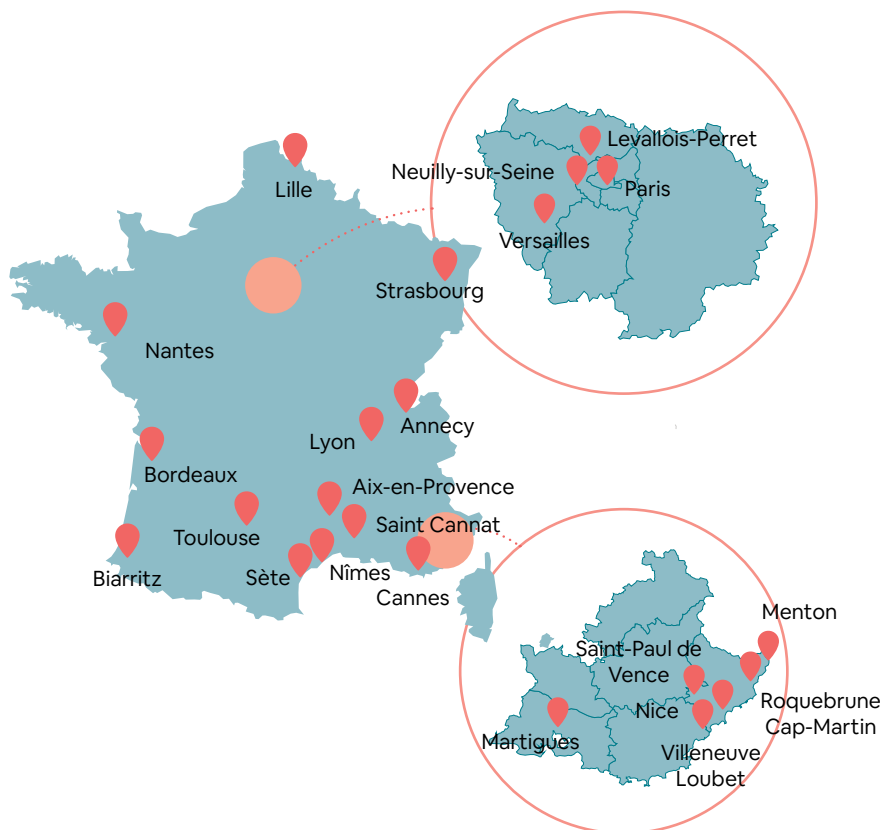 Levallois-Perret
Neuilly-sur-Seine
Lille
Paris
Versailles
Strasbourg
Nantes
Annecy
Lyon
Bordeaux
Aix-en-Provence
Saint Cannat
Toulouse
Nîmes
Biarritz
Sète
Cannes
Menton
Saint-Paul de
Vence
Roquebrune
Cap-Martin
Nice
Martigues
Villeneuve
Loubet